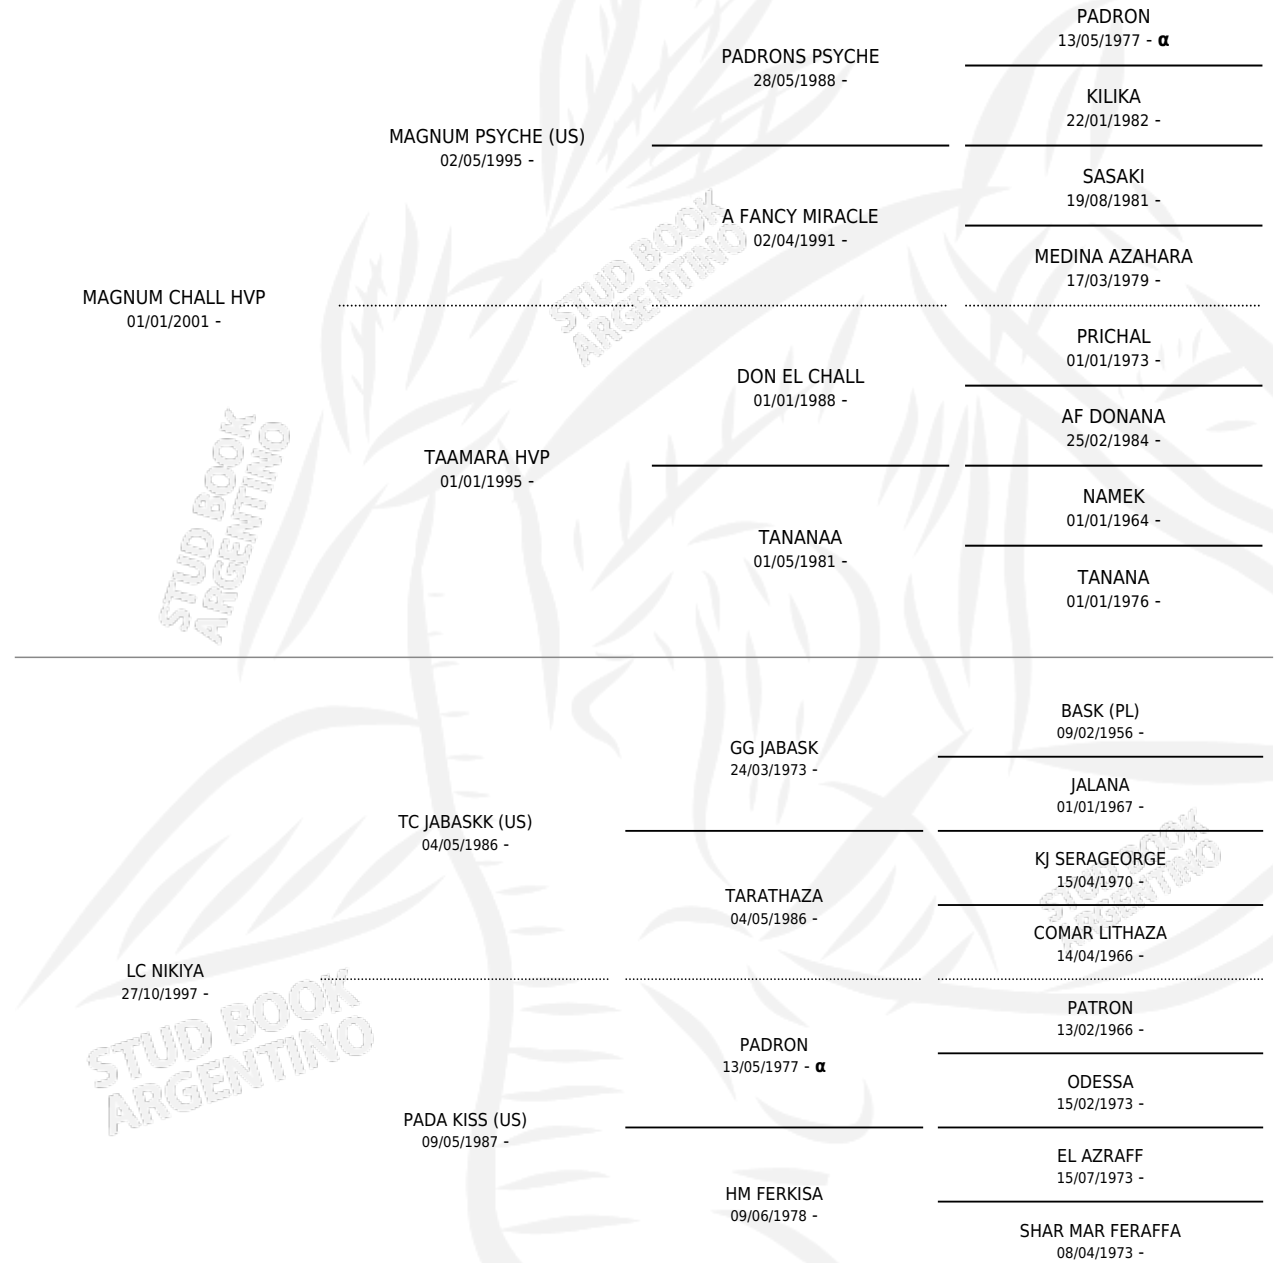 PADRON
13/05/1977 - α
PADRONS PSYCHE
28/05/1988 -
KILIKA
22/01/1982 -
MAGNUM PSYCHE (US)
02/05/1995 -
SASAKI
19/08/1981 -
A FANCY MIRACLE
02/04/1991 -
MEDINA AZAHARA
17/03/1979 -
MAGNUM CHALL HVP
01/01/2001 -
PRICHAL
01/01/1973 -
DON EL CHALL
01/01/1988 -
AF DONANA
25/02/1984 -
TAAMARA HVP
01/01/1995 -
NAMEK
01/01/1964 -
TANANAA
01/05/1981 -
TANANA
01/01/1976 -
BASK (PL)
09/02/1956 -
GG JABASK
24/03/1973 -
JALANA
01/01/1967 -
TC JABASKK (US)
04/05/1986 -
KJ SERAGEORGE
15/04/1970 -
TARATHAZA
04/05/1986 -
COMAR LITHAZA
14/04/1966 -
LC NIKIYA
27/10/1997 -
PATRON
13/02/1966 -
PADRON
13/05/1977 - α
ODESSA
15/02/1973 -
PADA KISS (US)
09/05/1987 -
EL AZRAFF
15/07/1973 -
HM FERKISA
09/06/1978 -
SHAR MAR FERAFFA
08/04/1973 -
STUD BOOK
ARGENTINO
STUD BOOK
ARGENTINO
STUD BOOK
ARGENTINO
STUD BOOK
ARGENTINO